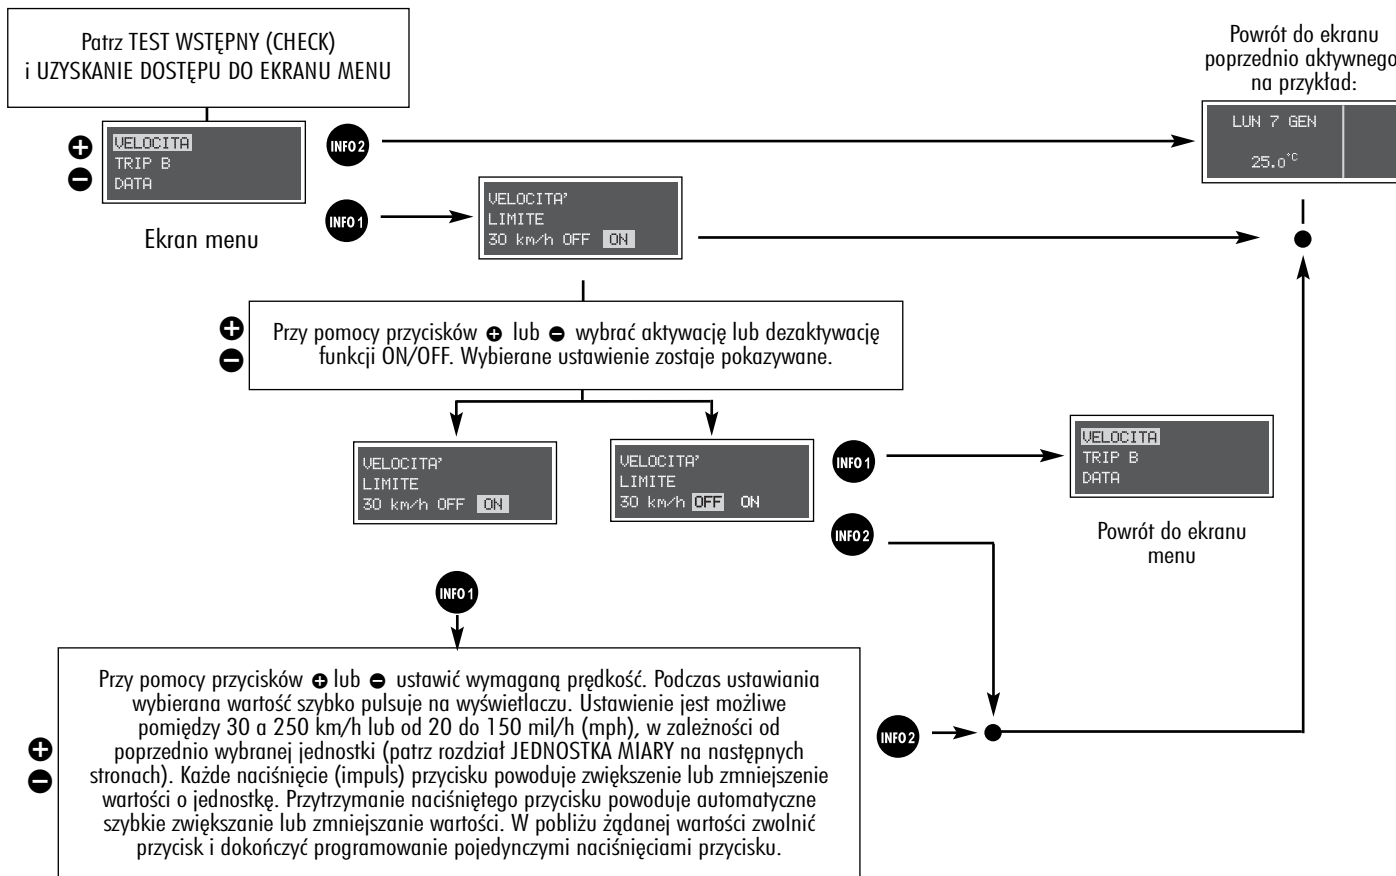 Patrz TEST WSTĘPNY (CHECK)
i UZYSKANIE DOSTĘPU DO EKRANU MENU
Powrót do ekranu
poprzednio aktywnego
na przykład:
VELOCITA
TRIP B
DATA
INFO 2
LUN 7 GEN
25.0°C
Ekran menu
INFO 1
VELOCITA'
LIMITE
30 km/h OFF ON
Przy pomocy przycisków + lub - wybrać aktywację lub dezaktywację
funkcji ON/OFF. Wybierane ustawienie zostaje pokazywane.
VELOCITA'
LIMITE
30 km/h OFF ON
VELOCITA'
LIMITE
30 km/h OFF ON
INFO 1
VELOCITA
TRIP B
DATA
INFO 2
Powrót do ekranu
menu
INFO 1
Przy pomocy przycisków + lub - ustawić wymaganą prędkość. Podczas ustawiania
wybierana wartość szybko pulsuje na wyświetlaczu. Ustawienie jest możliwe
pomiędzy 30 a 250 km/h lub od 20 do 150 mil/h (mph), w zależności od
poprzednio wybranej jednostki (patrz rozdział JEDNOSTKA MIARY na następnych
stronach). Każde naciśnięcie (impuls) przycisku powoduje zwiększenie lub zmniejszenie
wartości o jednostkę. Przytrzymanie naciśniętego przycisku powoduje automatyczne
szybkie zwiększanie lub zmniejszanie wartości. W pobliżu żądanej wartości zwolnić
przycisk i dokończyć programowanie pojedynczymi naciśnięciami przycisku.
INFO 2